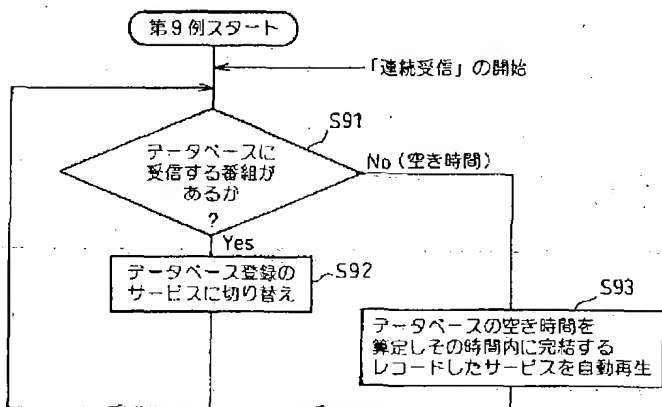 第9例スタート
「連続受信」の開始
S91
データベースに
受信する番組が
あるか
?
No(空き時間)
Yes
S92
データベース登録の
サービスに切り替え
S93
データベースの空き時間を
算定しその時間内に完結する
レコードしたサービスを自動再生